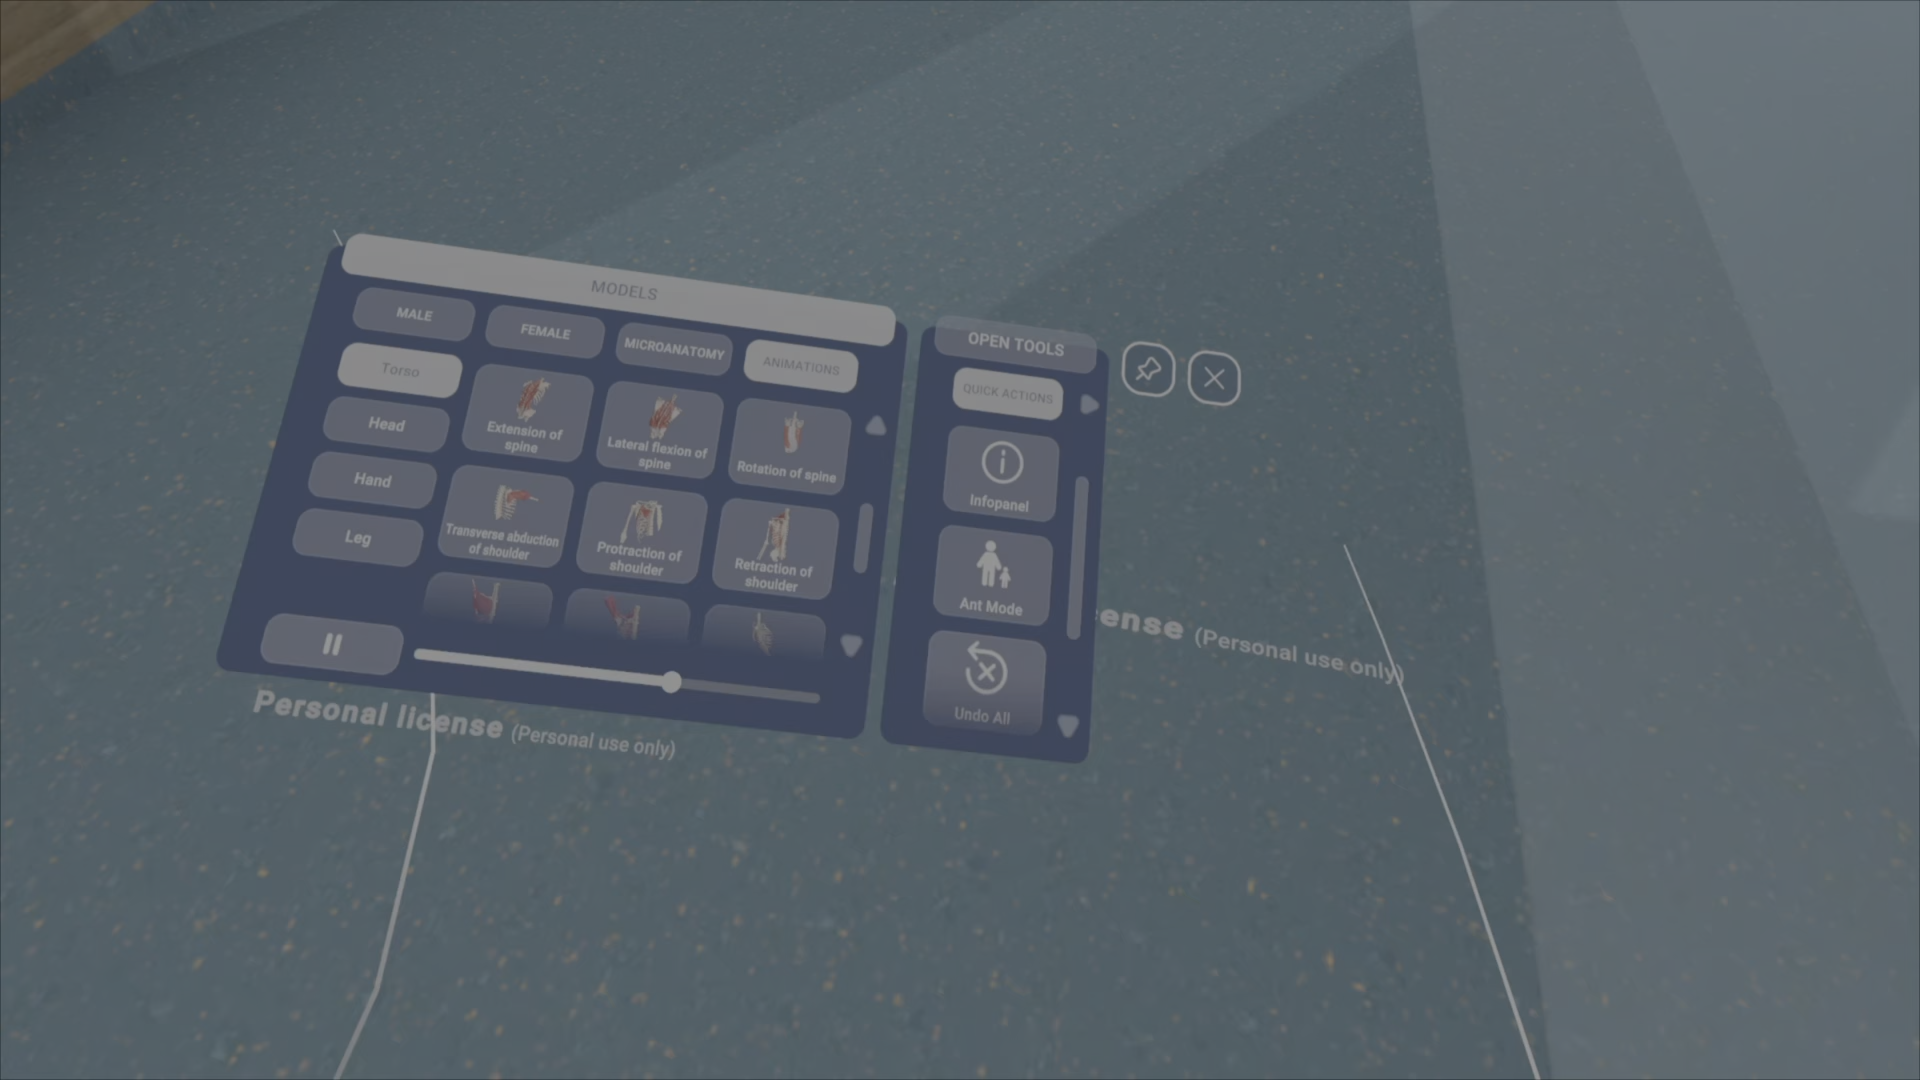 MODELS
MALE
FEMALE
MICROANATOMY
ANIMATIONS
Torso
Head
Hand
Leg
Extension of
spine
Lateral flexion of
spine
Rotation of spine
Transverse abduction
of shoulder
Protraction of
shoulder
Retraction of
shoulder
OPEN TOOLS
QUICK ACTIONS
Infopanel
Ant Mode
Undo All
Personal license (Personal use only)
ense (Personal use only)